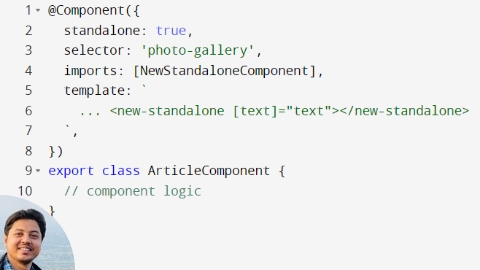 1 @Component({
2 standalone: true,
3 selector: 'photo-gallery',
4 imports: [NewStandaloneComponent],
5 template: `
6 ... <new-standalone [text]="text"></new-standalone>
7 `,
8 })
9 export class ArticleComponent {
10 // component logic
}